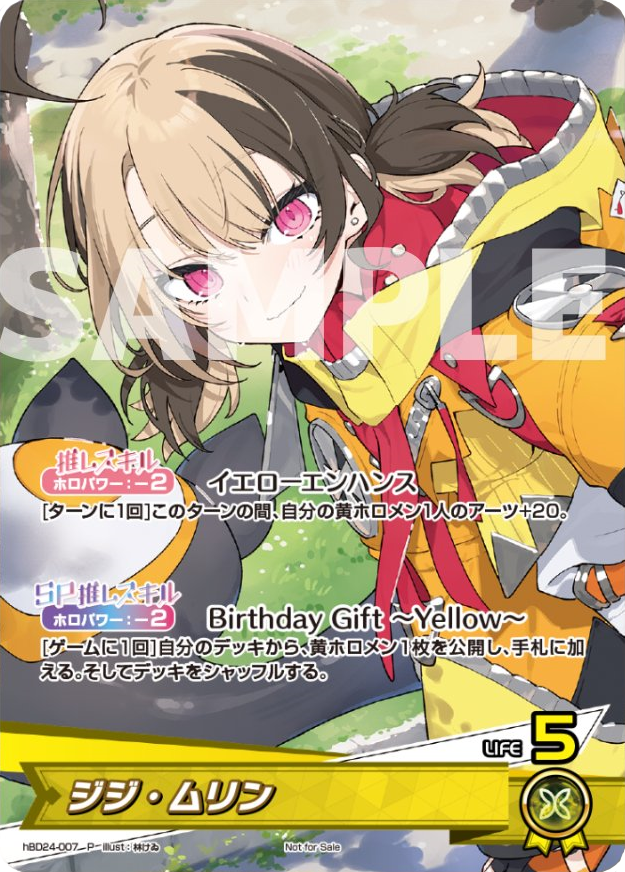 SAMPLE
推しスキル
ホロパワー:-2
イエローエンハンス
[ターンに1回]このターンの間、自分の黄ホロメン1人のアーツ+20。
SP推しスキル
ホロパワー:-2
Birthday Gift ~Yellow~
[ゲームに1回]自分のデッキから、黄ホロメン1枚を公開し、手札に加
える。そしてデッキをシャッフルする。
LIFE 5
ジジ・ムリン
hBD24-007 P illust:林けゐ Not for Sale